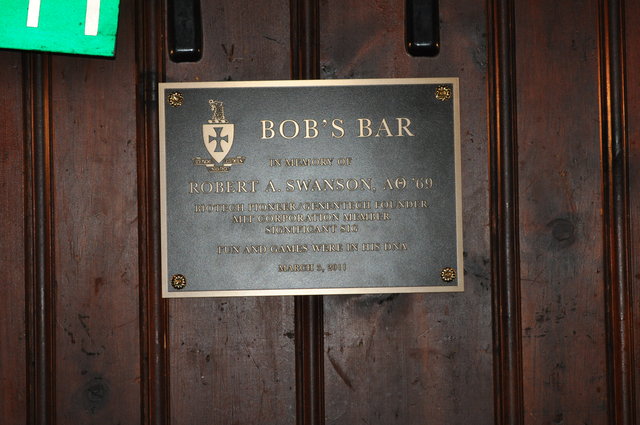 BOB'S BAR
IN MEMORY OF
ROBERT A. SWANSON, ΛΘ '69
BIOTECH PIONEER/GENENTECH FOUNDER
MIT CORPORATION MEMBER
SIGNIFICANT SIG
FUN AND GAMES WERE IN HIS DNA
MARCH 5, 2011